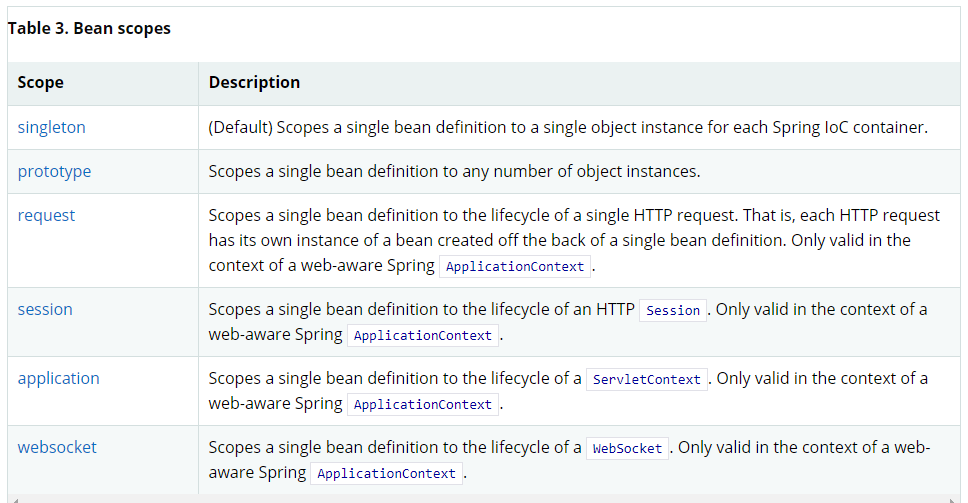 Table 3. Bean scopes
Scope Description
singleton (Default) Scopes a single bean definition to a single object instance for each Spring IoC container.
prototype Scopes a single bean definition to any number of object instances.
request Scopes a single bean definition to the lifecycle of a single HTTP request. That is, each HTTP request
has its own instance of a bean created off the back of a single bean definition. Only valid in the
context of a web-aware Spring ApplicationContext.
session Scopes a single bean definition to the lifecycle of an HTTP Session. Only valid in the context of a
web-aware Spring ApplicationContext.
application Scopes a single bean definition to the lifecycle of a ServletContext. Only valid in the context of a
web-aware Spring ApplicationContext.
websocket Scopes a single bean definition to the lifecycle of a WebSocket. Only valid in the context of a web-
aware Spring ApplicationContext.